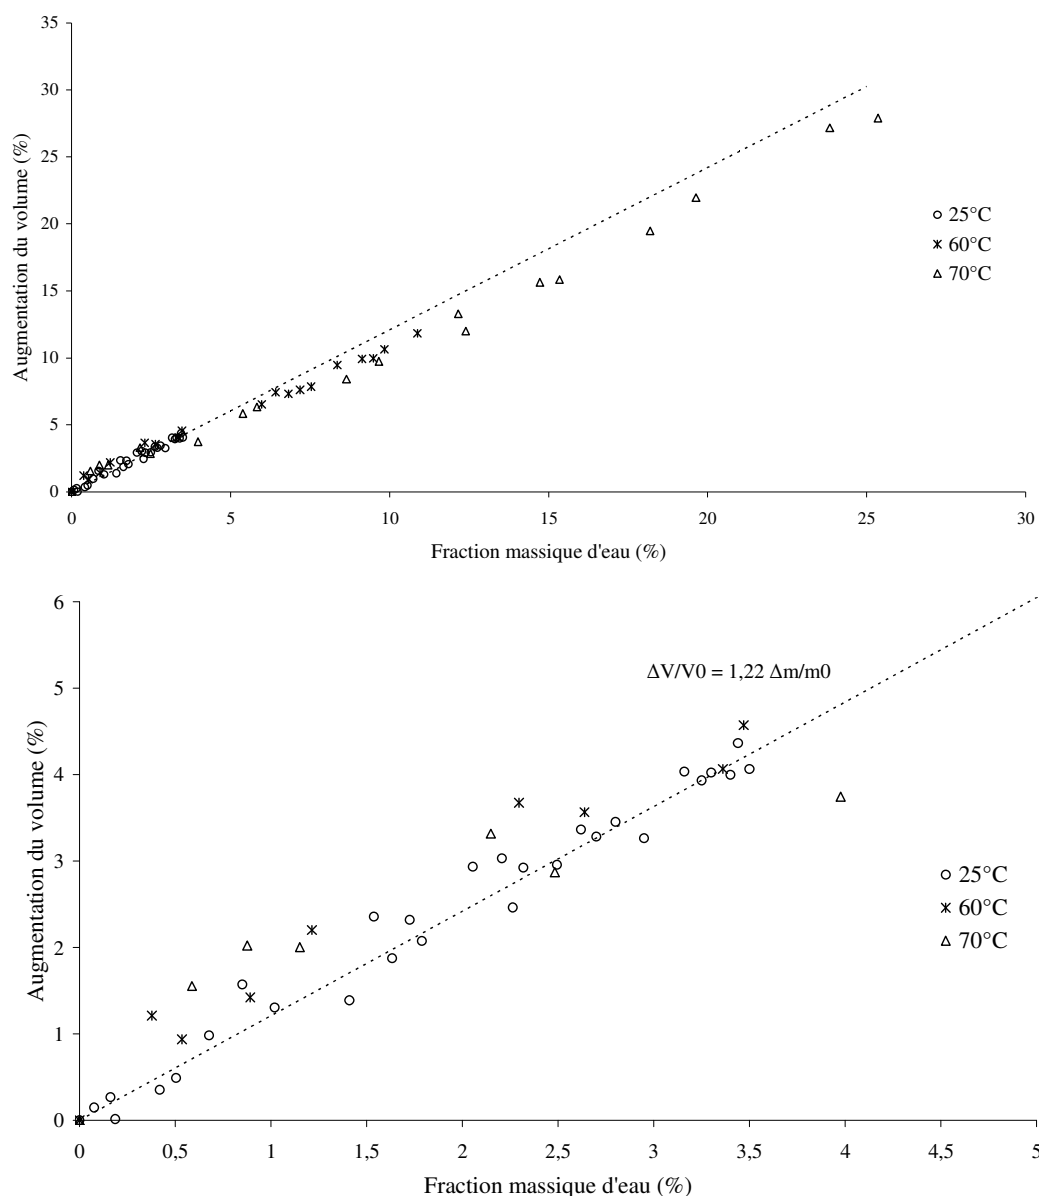 35
30
25
20
15
10
5
0
Augmentation du volume (%)
25°C
60°C
70°C
0 5 10 15 20 25 30
Fraction massique d'eau (%)
6
5
4
3
2
1
0
Augmentation du volume (%)
ΔV/V0 = 1,22 Δm/m0
25°C
60°C
70°C
0 0,5 1 1,5 2 2,5 3 3,5 4 4,5 5
Fraction massique d'eau (%)